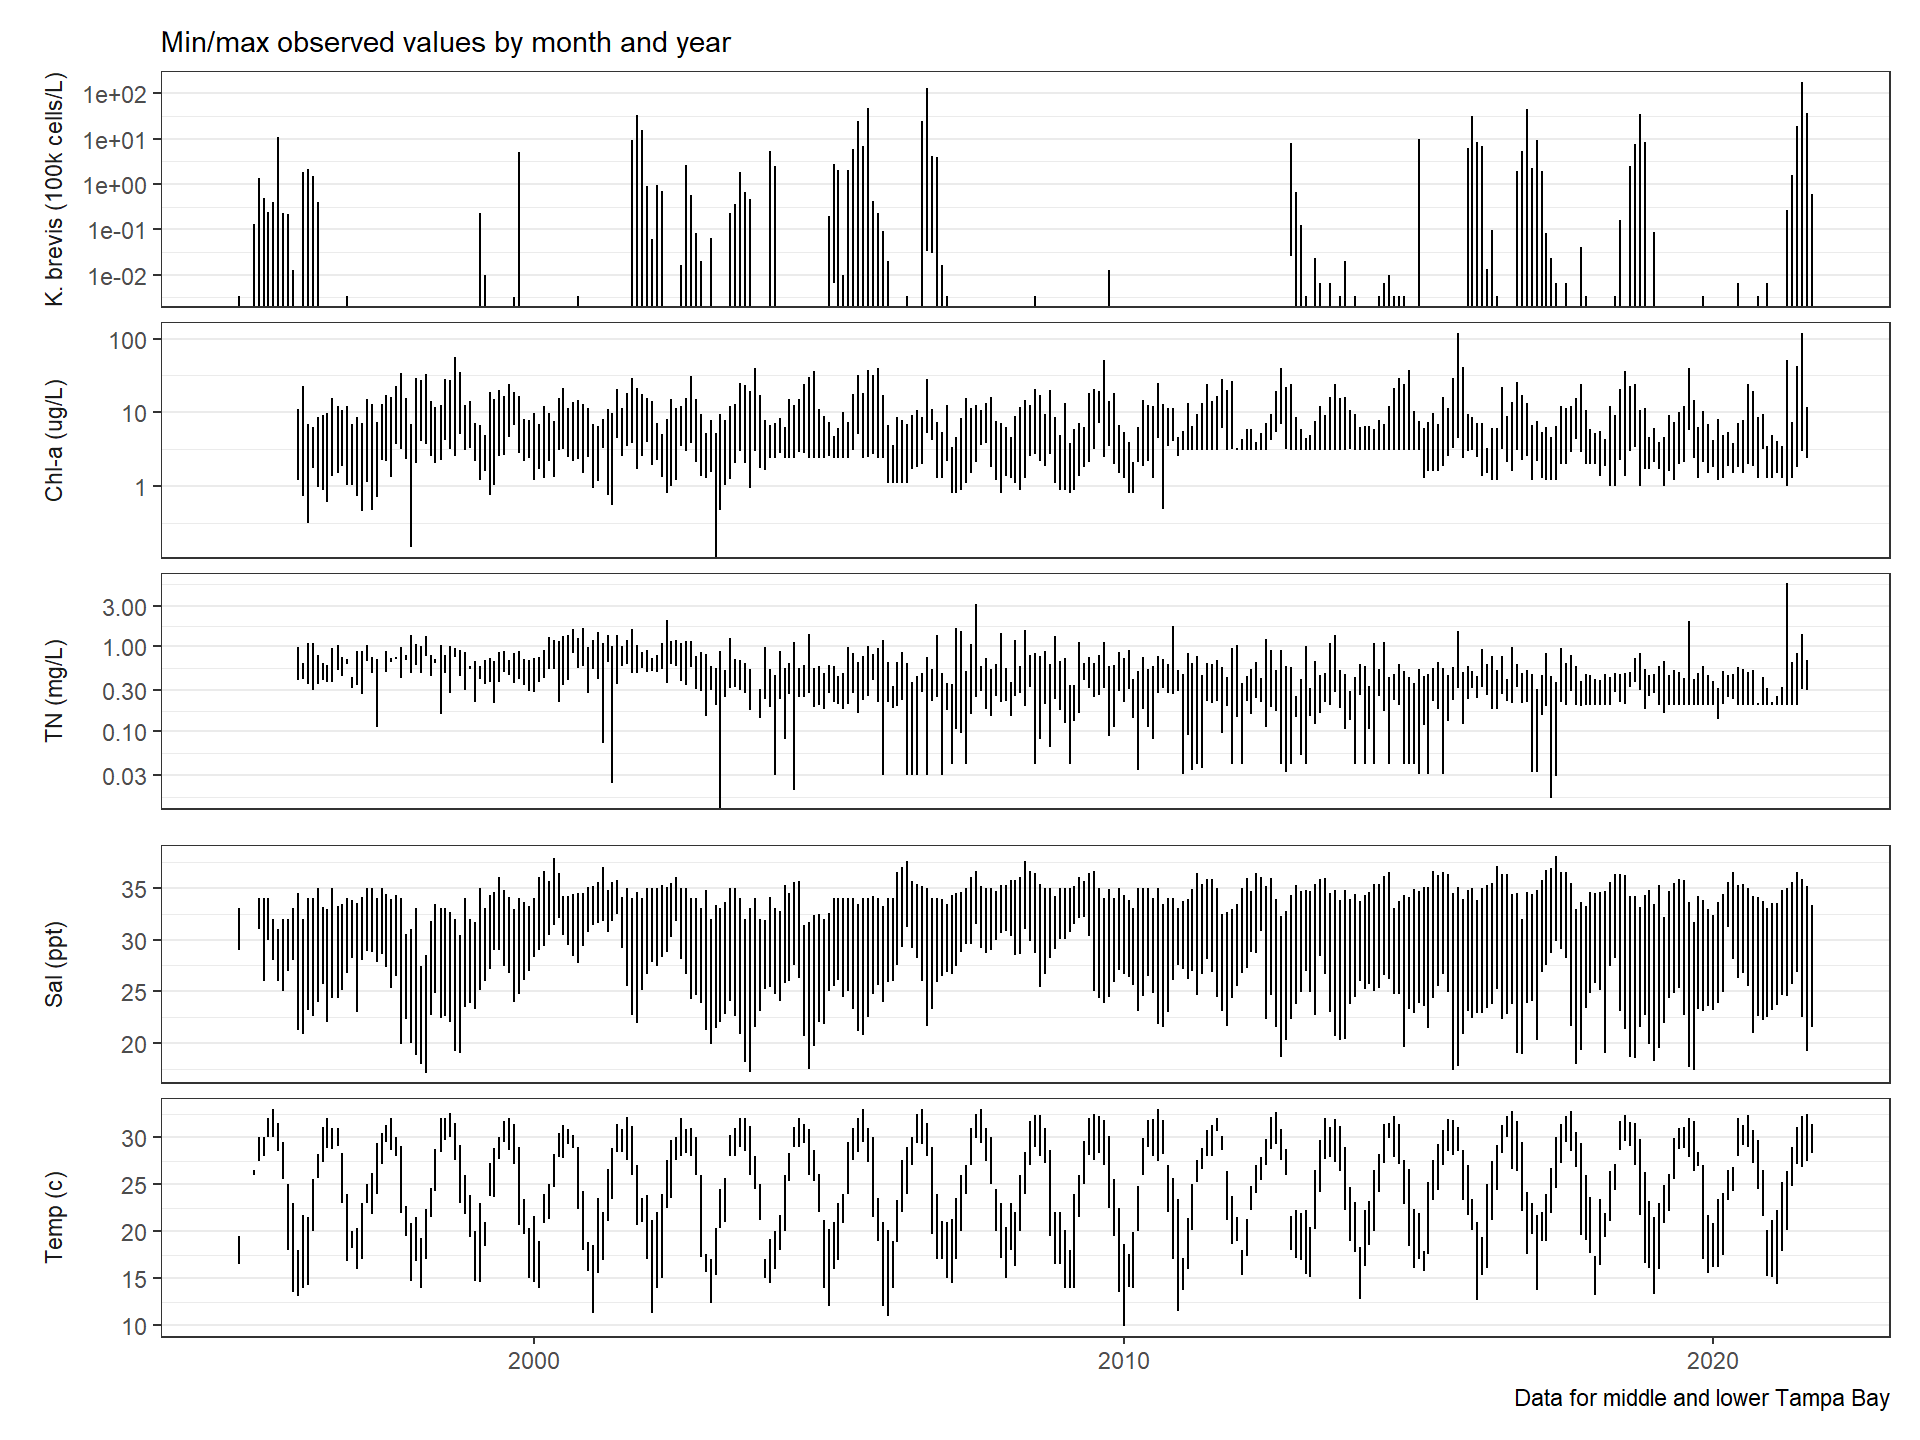 Min/max observed values by month and year
K. brevis (100k cells/L)
1e+02
1e+01
1e+00
1e-01
1e-02
Chl-a (ug/L)
100
10
1
TN (mg/L)
3.00
1.00
0.30
0.10
0.03
Sal (ppt)
35
30
25
20
Temp (c)
30
25
20
15
10
2000
2010
2020
Data for middle and lower Tampa Bay